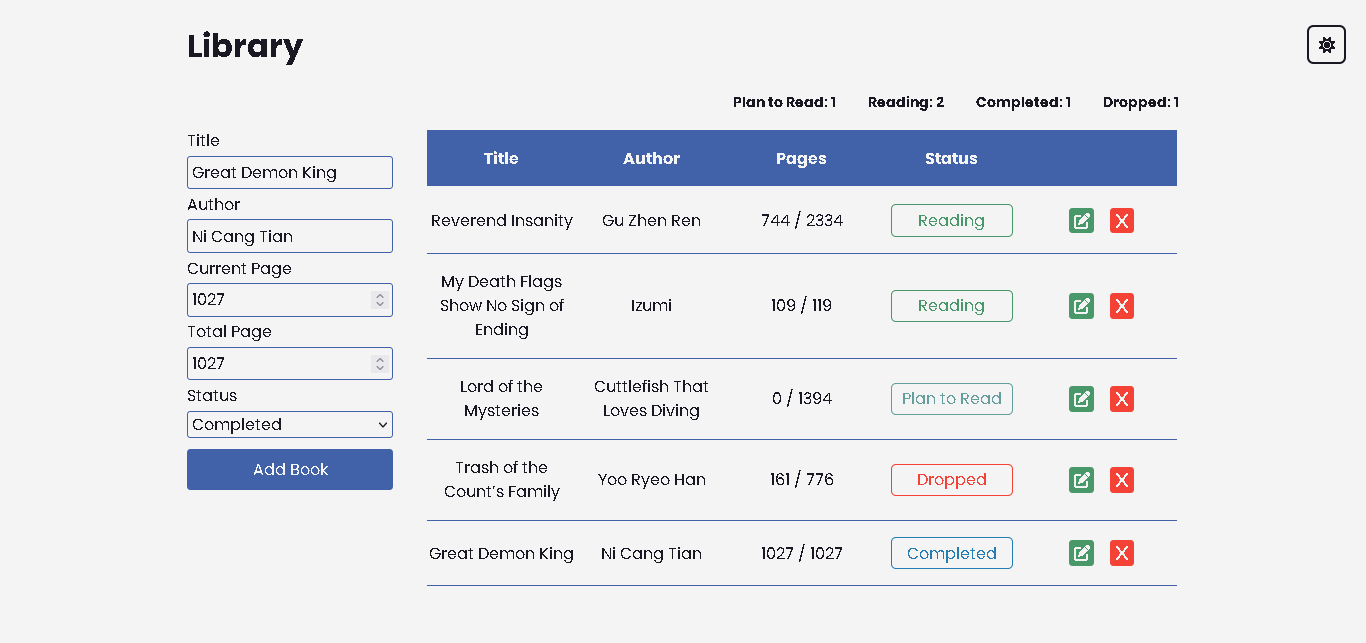 Library
Plan to Read: 1 Reading: 2 Completed: 1 Dropped: 1
Title
Great Demon King
Author
Ni Cang Tian
Current Page
1027
Total Page
1027
Status
Completed
Add Book
Title Author Pages Status
Reverend Insanity Gu Zhen Ren 744 / 2334 Reading
My Death Flags
Show No Sign of
Ending
Izumi 109 / 119 Reading
Lord of the
Mysteries
Cuttlefish That
Loves Diving
0 / 1394 Plan to Read
Trash of the
Count’s Family
Yoo Ryeo Han 161 / 776 Dropped
Great Demon King Ni Cang Tian 1027 / 1027 Completed